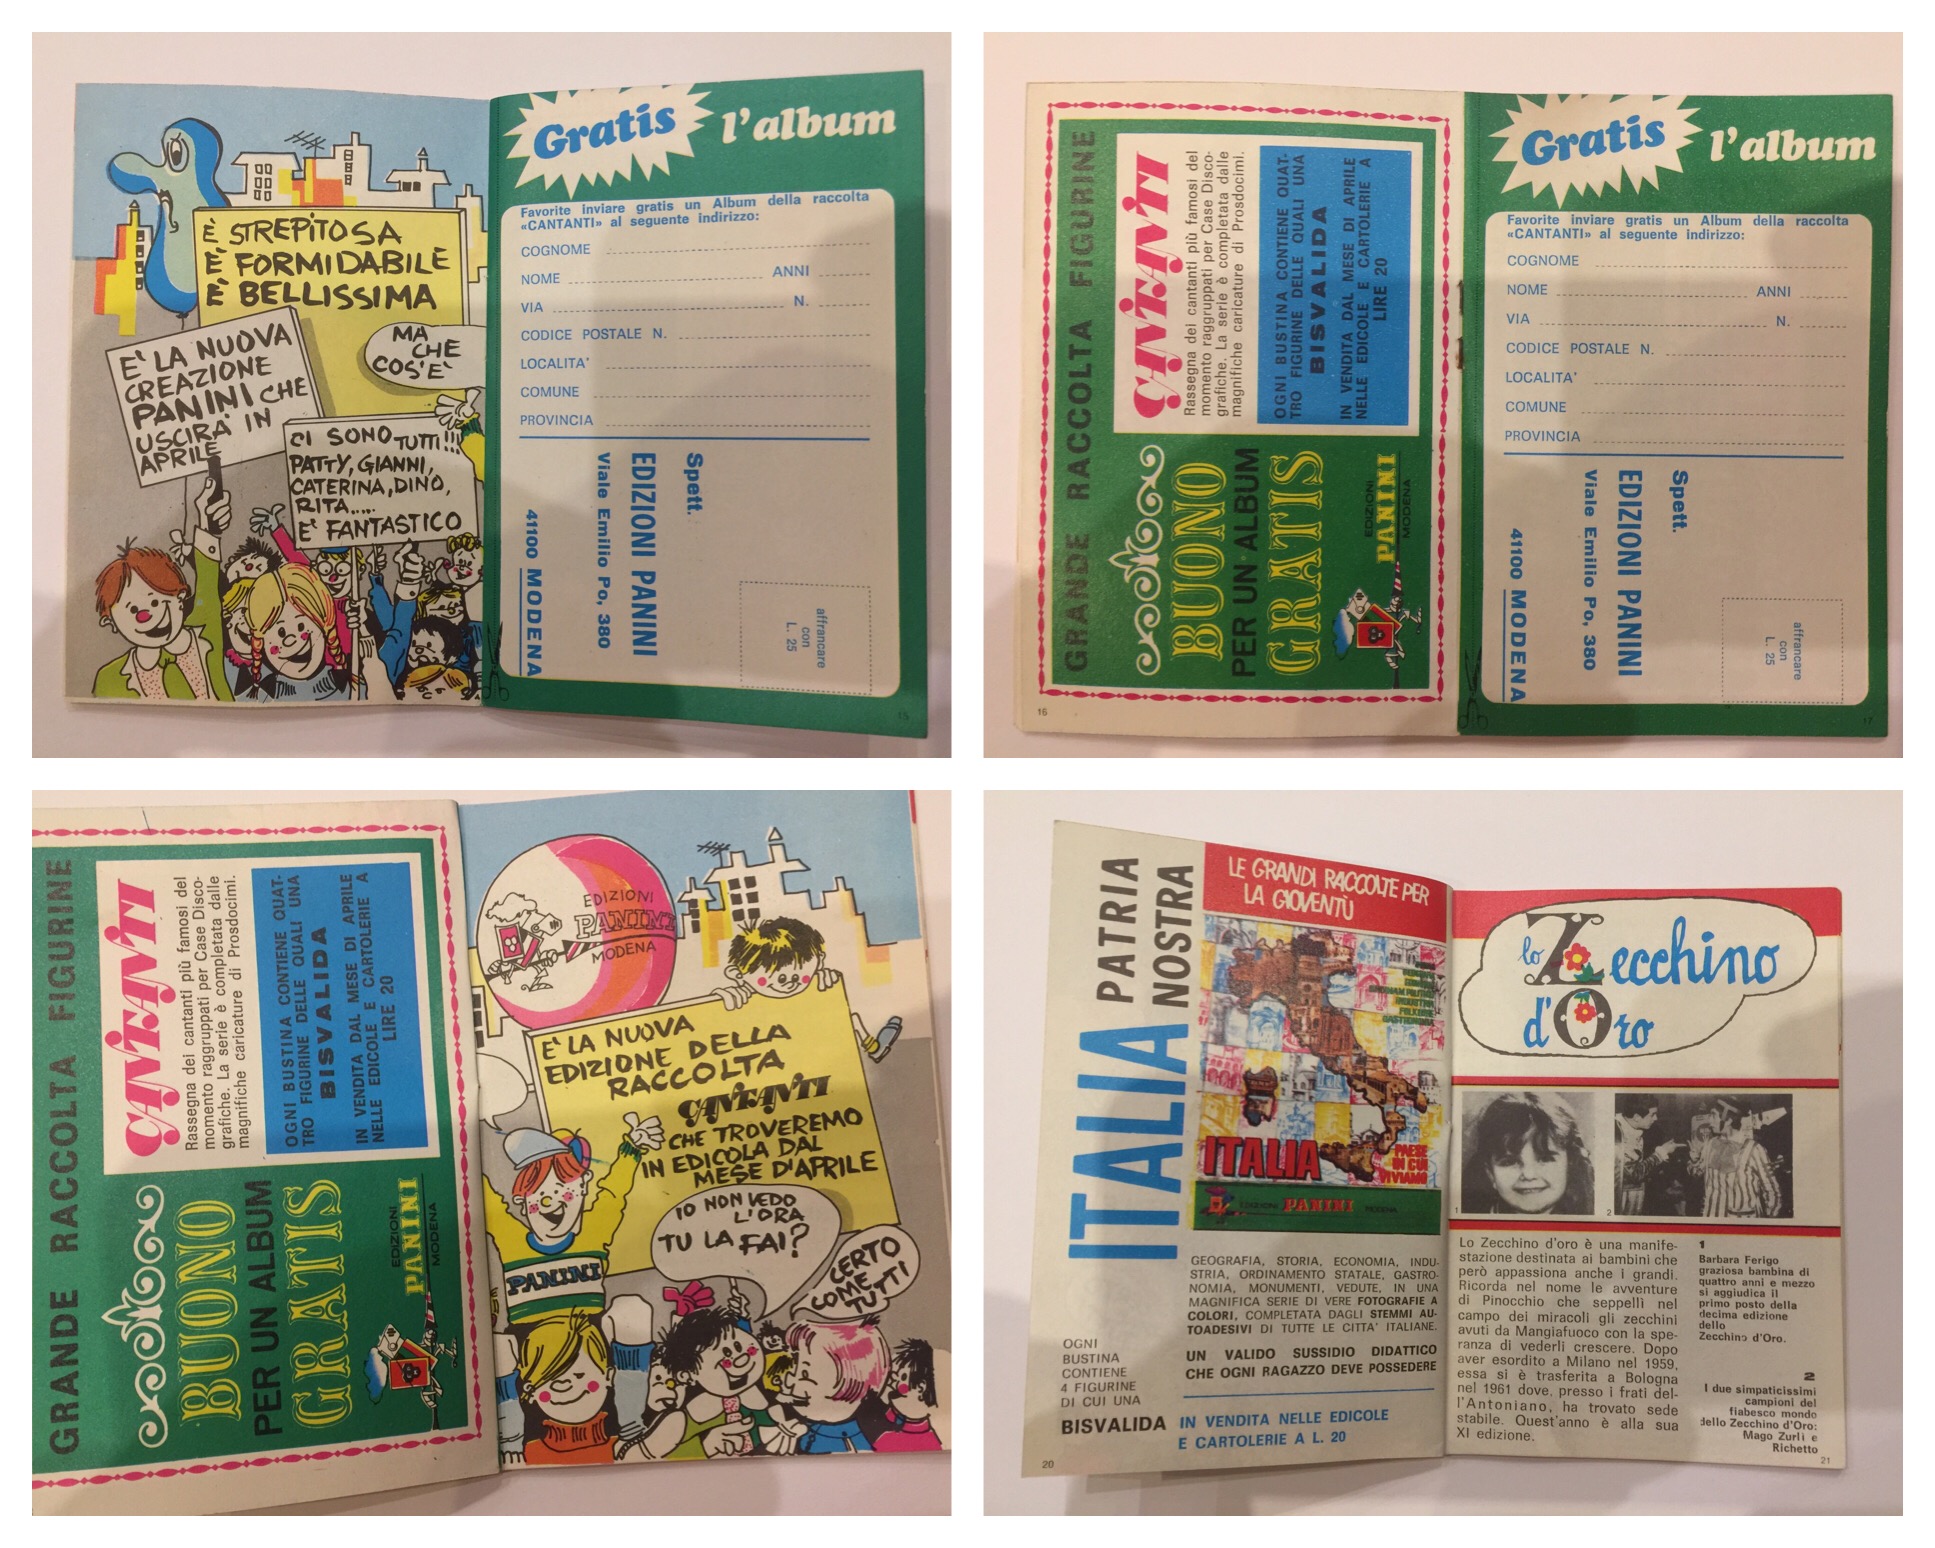 È STREPITOSA
E' FORMIDABILE
E' BELLISSIMA
E' LA NUOVA
CREAZIONE
PANINI CHE
USCIRA' IN
APRILE
MA
CHE
COS'E'
CI SONO TUTTI!!!
PATTY, GIANNI,
CATERINA, DINO,
RITA.....
E' FANTASTICO
Gratis l'album
Favorite inviare gratis un Album della raccolta
«CANTANTI» al seguente indirizzo:
COGNOME
NOME ANNI
VIA N.
CODICE POSTALE N.
LOCALITA'
COMUNE
PROVINCIA
Spett.
EDIZIONI PANINI
Viale Emilio Po, 380
41100 MODENA
affrancare
con
L. 25
15
GRANDE RACCOLTA FIGURINE
CANTANTI
Rassegna dei cantanti più famosi del
momento raggruppati per Case Disco-
grafiche. La serie è completata dalle
magnifiche caricature di Prosdocimi.
OGNI BUSTINA CONTIENE QUAT-
TRO FIGURINE DELLE QUALI UNA
BISVALIDA
IN VENDITA DAL MESE DI APRILE
NELLE EDICOLE E CARTOLERIE A
LIRE 20
BUONO
PER UN ALBUM
GRATIS
EDIZIONI
PANINI
MODENA
16
Gratis l'album
Favorite inviare gratis un Album della raccolta
«CANTANTI» al seguente indirizzo:
COGNOME
NOME ANNI
VIA N.
CODICE POSTALE N.
LOCALITA'
COMUNE
PROVINCIA
Spett.
EDIZIONI PANINI
Viale Emilio Po, 380
41100 MODENA
affrancare
con
L. 25
17
GRANDE RACCOLTA FIGURINE
CANTANTI
Rassegna dei cantanti più famosi del
momento raggruppati per Case Disco-
grafiche. La serie è completata dalle
magnifiche caricature di Prosdocimi.
OGNI BUSTINA CONTIENE QUAT-
TRO FIGURINE DELLE QUALI UNA
BISVALIDA
IN VENDITA DAL MESE DI APRILE
NELLE EDICOLE E CARTOLERIE A
LIRE 20
BUONO
PER UN ALBUM
GRATIS
EDIZIONI
PANINI
MODENA
EDIZIONI
PANINI
MODENA
E' LA NUOVA
EDIZIONE DELLA
RACCOLTA
CANTANTI
CHE TROVEREMO
IN EDICOLA DAL
MESE D'APRILE
IO NON VEDO
L'ORA
TU LA FAI?
CERTO
COME
TUTTI
PANINI
ITALIA PATRIA
NOSTRA
LE GRANDI RACCOLTE PER
LA GIOVENTÙ
ITALIA
PAESE
IN CUI
VIVIAMO
EDIZIONI PANINI MODENA
GEOGRAFIA, STORIA, ECONOMIA, INDU-
STRIA, ORDINAMENTO STATALE, GASTRO-
NOMIA, MONUMENTI, VEDUTE, IN UNA
MAGNIFICA SERIE DI VERE FOTOGRAFIE A
COLORI, COMPLETATA DAGLI STEMMI AU-
TOADESIVI DI TUTTE LE CITTA' ITALIANE.
UN VALIDO SUSSIDIO DIDATTICO
CHE OGNI RAGAZZO DEVE POSSEDERE
OGNI
BUSTINA
CONTIENE
4 FIGURINE
DI CUI UNA
BISVALIDA
IN VENDITA NELLE EDICOLE
E CARTOLERIE A L. 20
20
lo Zecchino
d'Oro
1
2
Lo Zecchino d'oro è una manife-
stazione destinata ai bambini che
però appassiona anche i grandi.
Ricorda nel nome le avventure
di Pinocchio che seppellì nel
campo dei miracoli gli zecchini
avuti da Mangiafuoco con la spe-
ranza di vederli crescere. Dopo
aver esordito a Milano nel 1959,
essa si è trasferita a Bologna
nel 1961 dove, presso i frati del-
l'Antoniano, ha trovato sede
stabile. Quest'anno è alla sua
XI edizione.
1
Barbara Ferigo
graziosa bambina di
quattro anni e mezzo
si aggiudica il
primo posto della
decima edizione
dello
Zecchino d'Oro.
2
I due simpaticissimi
campioni del
fiabesco mondo
dello Zecchino d'Oro:
Mago Zurlì e
Richetto
21